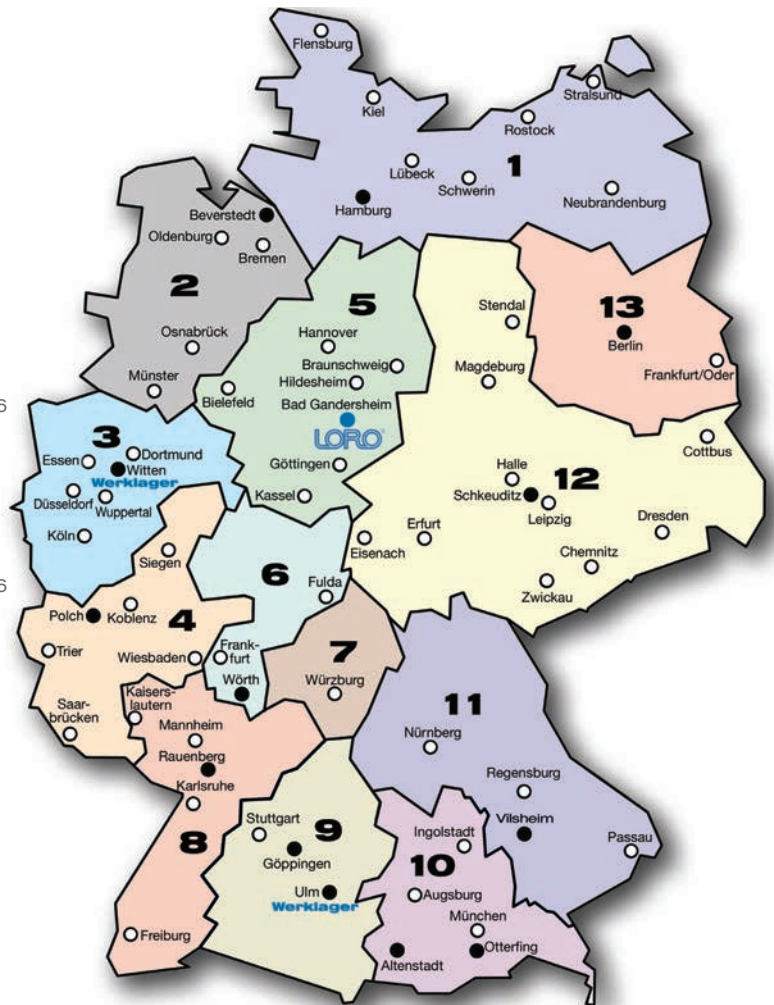 Flensburg
Kiel
Stralsund
Rostock
Lübeck
Schwerin
1
Neubrandenburg
Hamburg
Beverstedt
Oldenburg
Bremen
2
Osnabrück
Münster
5
Hannover
Braunschweig
Hildesheim
Bielefeld
Bad Gandersheim
LORO®
Göttingen
Kassel
Stendal
Magdeburg
13
Berlin
Frankfurt/Oder
6
3
Dortmund
Essen
Witten
Werklager
Düsseldorf
Wuppertal
Köln
Cottbus
Halle
Schkeuditz
12
Leipzig
Dresden
Erfurt
Eisenach
Chemnitz
Zwickau
Siegen
6
Fulda
6
Polch
Koblenz
4
Trier
Wiesbaden
Frank-
furt
Wörth
7
Würzburg
Saar-
brücken
Kaisers-
lautern
Mannheim
Rauenberg
Karlsruhe
8
Freiburg
11
Nürnberg
Regensburg
Vilsheim
Passau
Stuttgart
9
Göppingen
Ulm
Werklager
Ingolstadt
10
Augsburg
München
Otterfing
Altenstadt